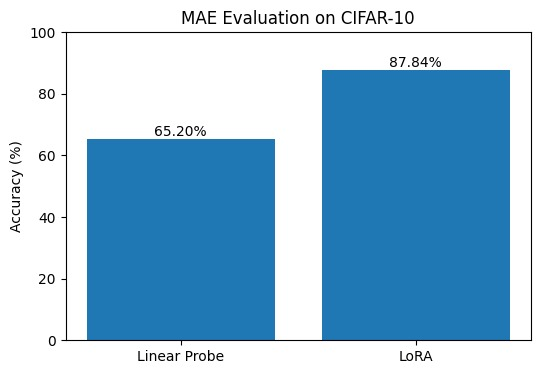 MAE Evaluation on CIFAR-10
Accuracy (%)
100
80
60
40
20
0
65.20%
87.84%
Linear Probe
LoRA